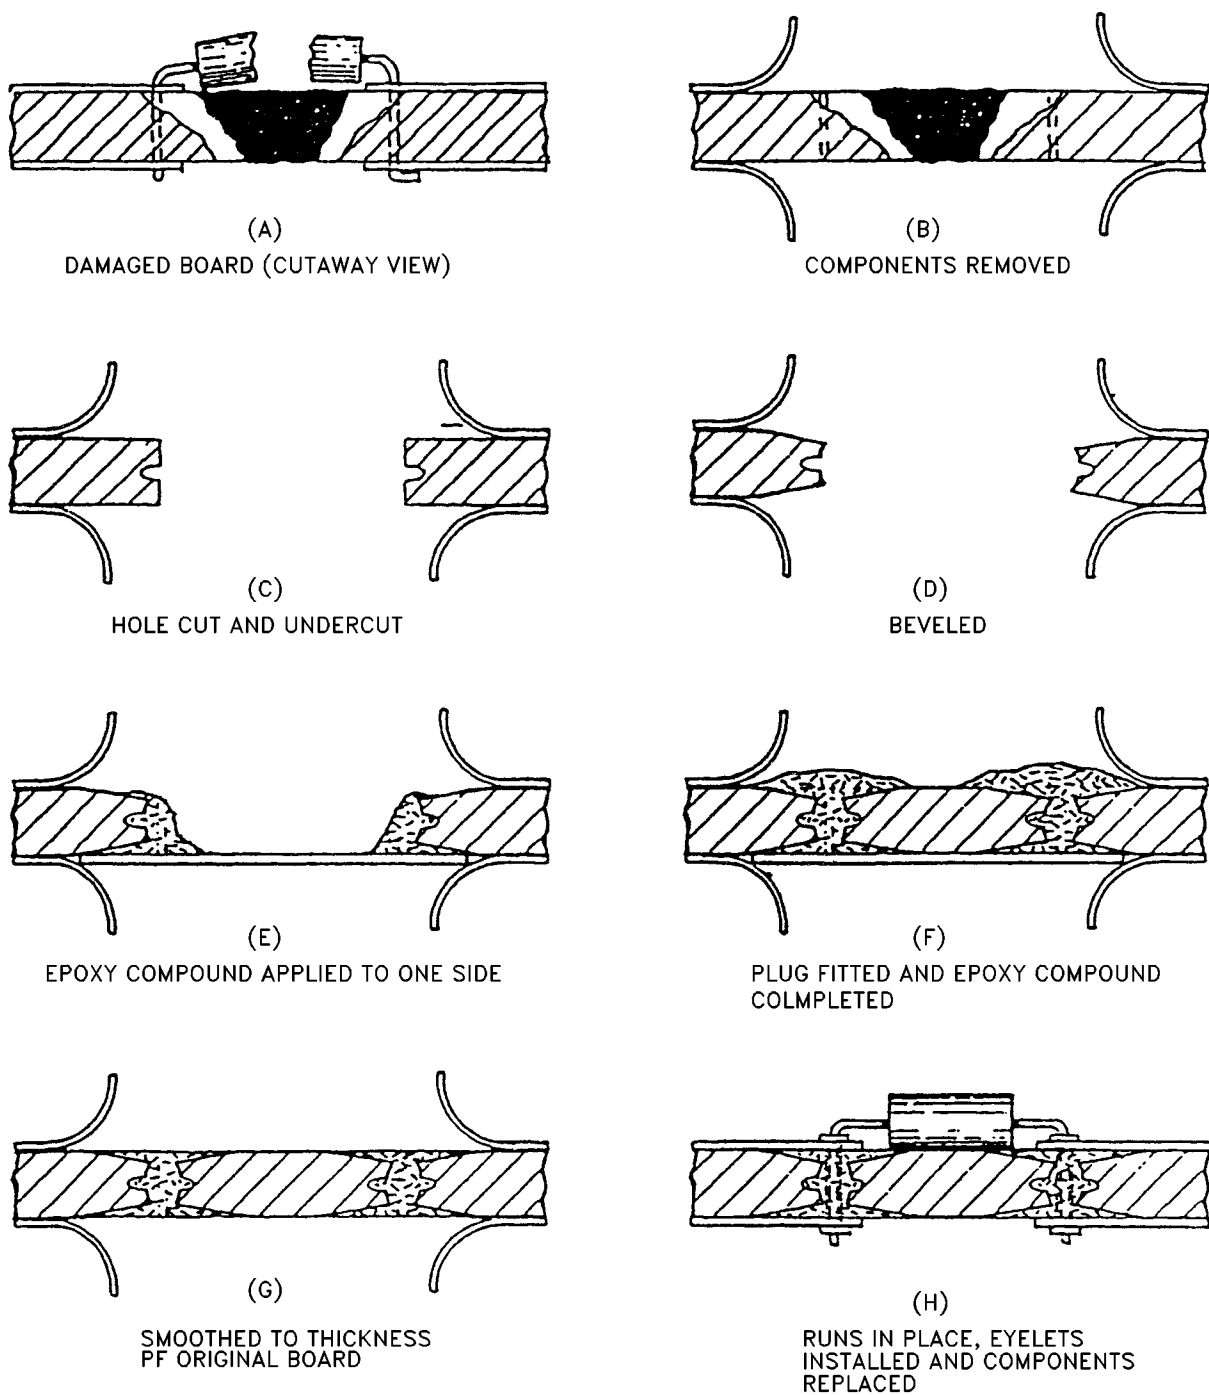 (A)
DAMAGED BOARD (CUTAWAY VIEW)
(B)
COMPONENTS REMOVED
(C)
HOLE CUT AND UNDERCUT
(D)
BEVELED
(E)
EPOXY COMPOUND APPLIED TO ONE SIDE
(F)
PLUG FITTED AND EPOXY COMPOUND
COLMPLETED
(G)
SMOOTHED TO THICKNESS
PF ORIGINAL BOARD
(H)
RUNS IN PLACE, EYELETS
INSTALLED AND COMPONENTS
REPLACED